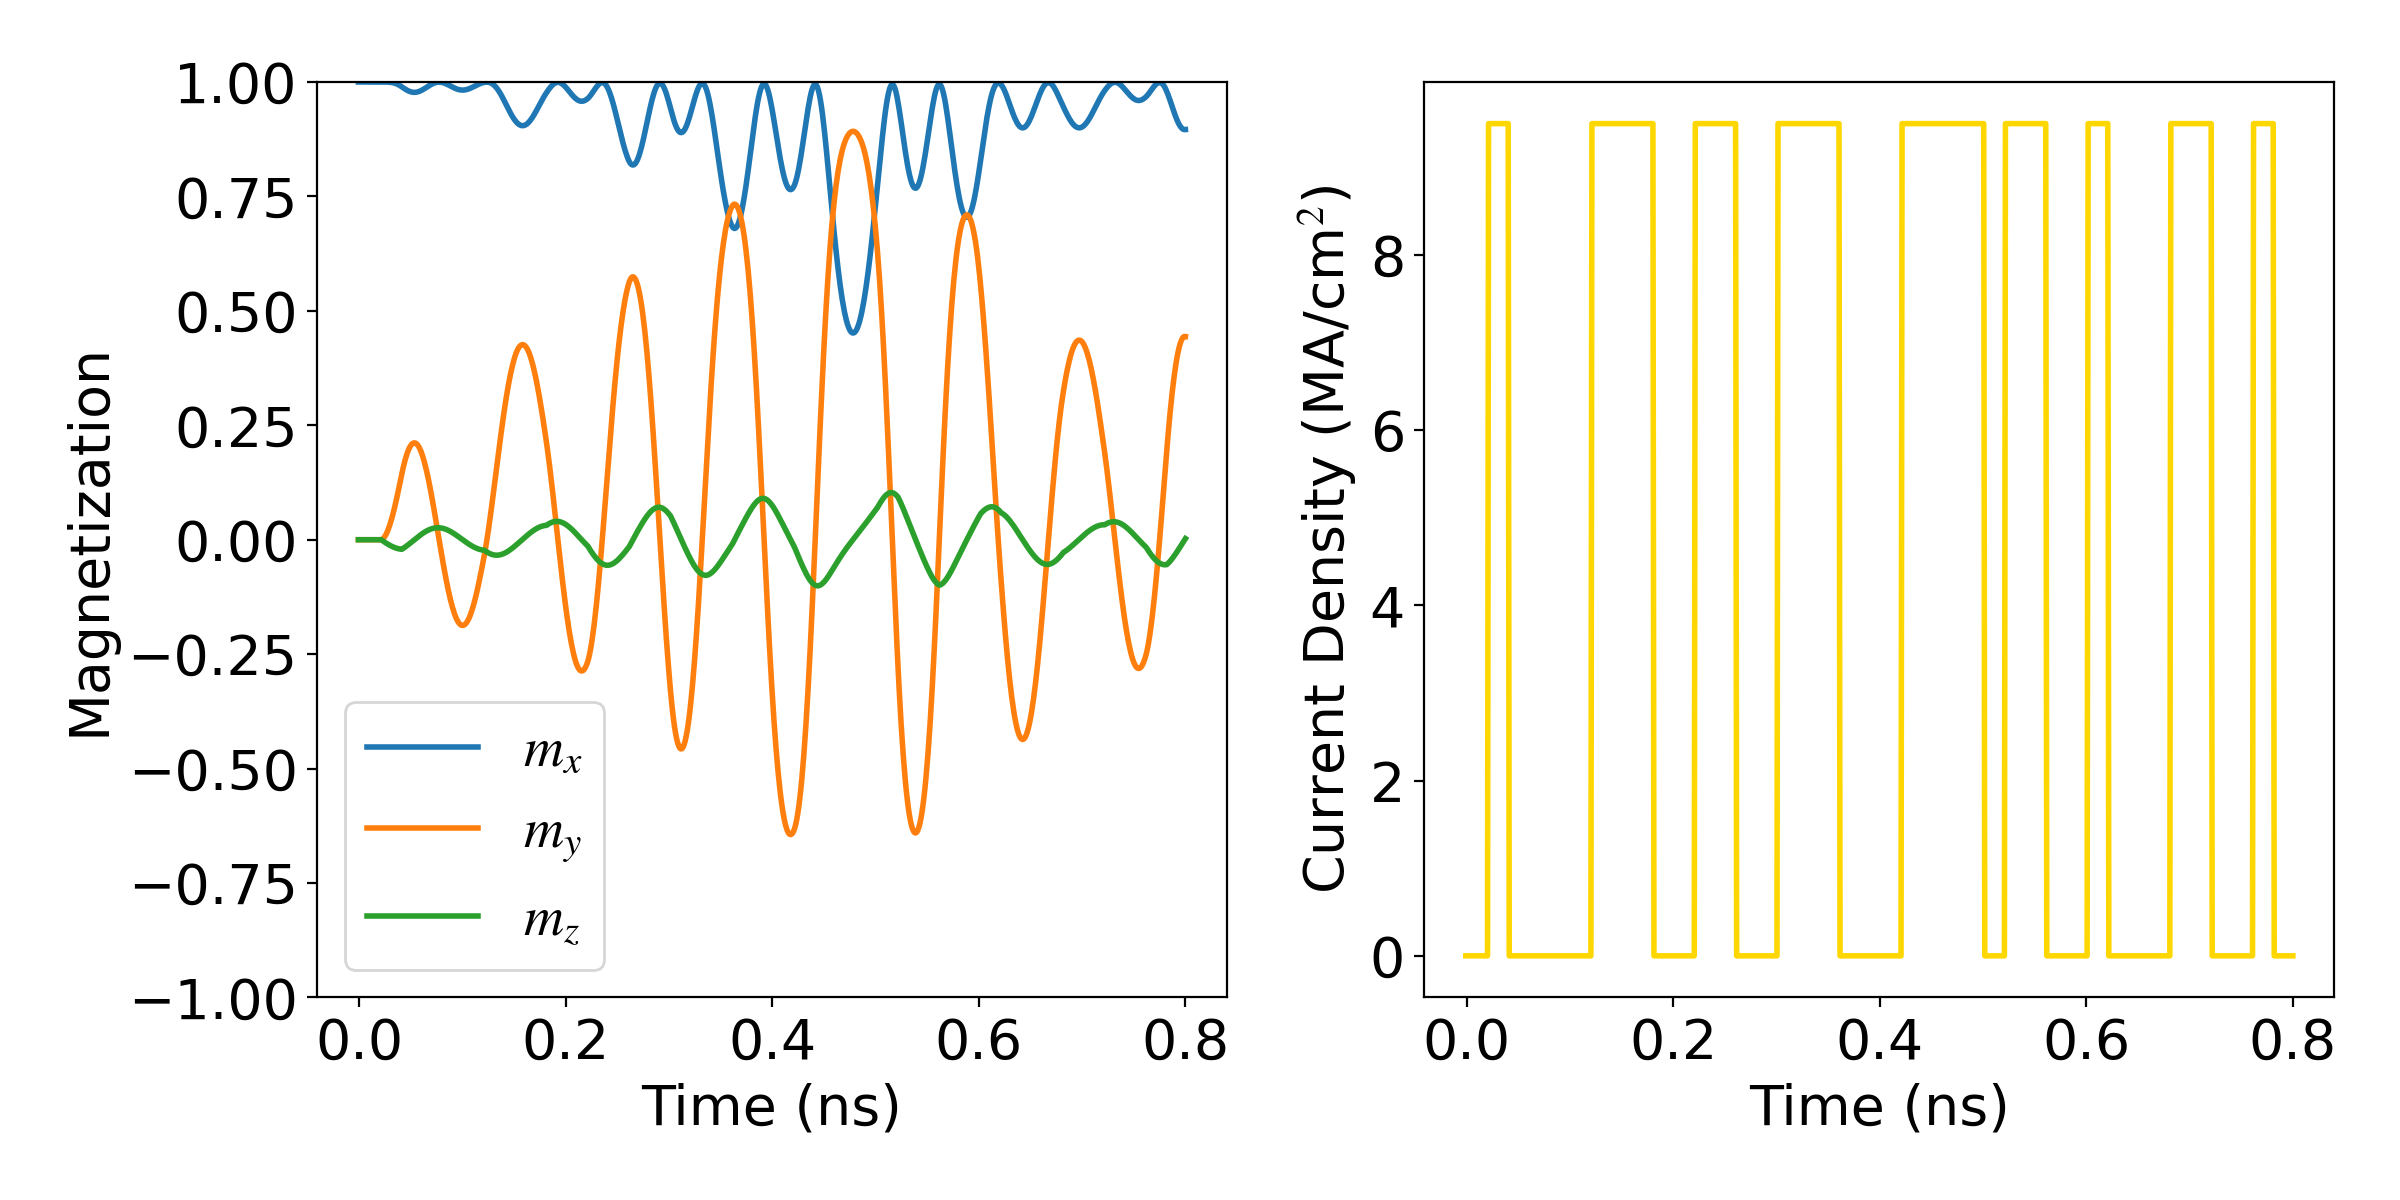 1.00
0.75
0.50
0.25
0.00
−0.25
−0.50
−0.75
−1.00
Magnetization
m_x
m_y
m_z
0.0 0.2 0.4 0.6 0.8
Time (ns)
8
6
4
2
0
Current Density (MA/cm²)
0.0 0.2 0.4 0.6 0.8
Time (ns)